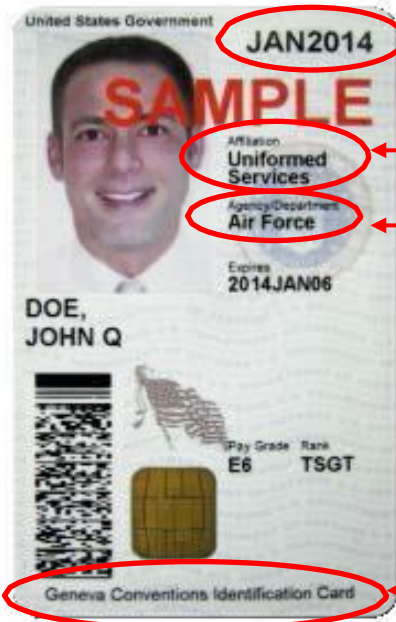 United States Government
JAN2014
SAMPLE
Affiliation
Uniformed
Services
Agency/Department
Air Force
Expires
2014JAN06
DOE,
JOHN Q
Pay Grade Rank
E6 TSGT
Geneva Conventions Identification Card